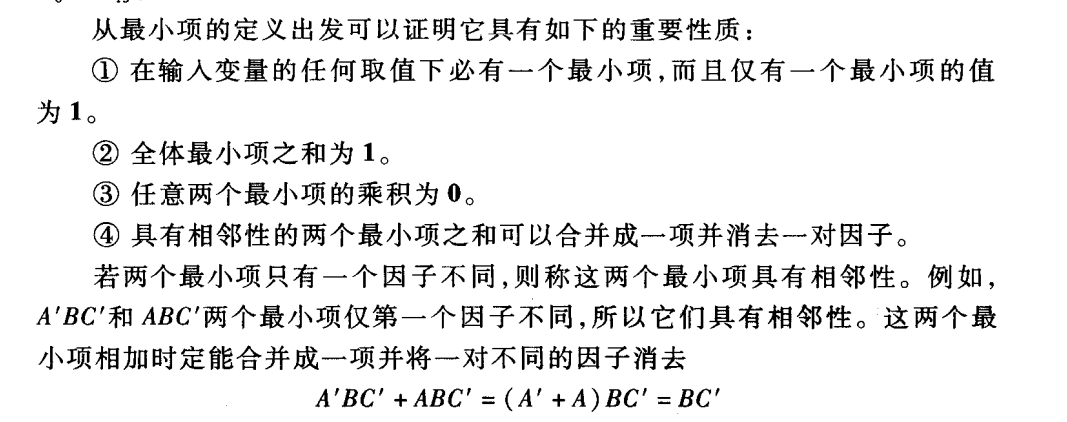 从最小项的定义出发可以证明它具有如下的重要性质：
① 在输入变量的任何取值下必有一个最小项,而且仅有一个最小项的值
为 1。
② 全体最小项之和为 1。
③ 任意两个最小项的乘积为 0。
④ 具有相邻性的两个最小项之和可以合并成一项并消去一对因子。
若两个最小项只有一个因子不同,则称这两个最小项具有相邻性。例如,
A′BC′和 ABC′两个最小项仅第一个因子不同,所以它们具有相邻性。这两个最
小项相加时定能合并成一项并将一对不同的因子消去
A′BC′ + ABC′ = ( A′ + A ) BC′ = BC′